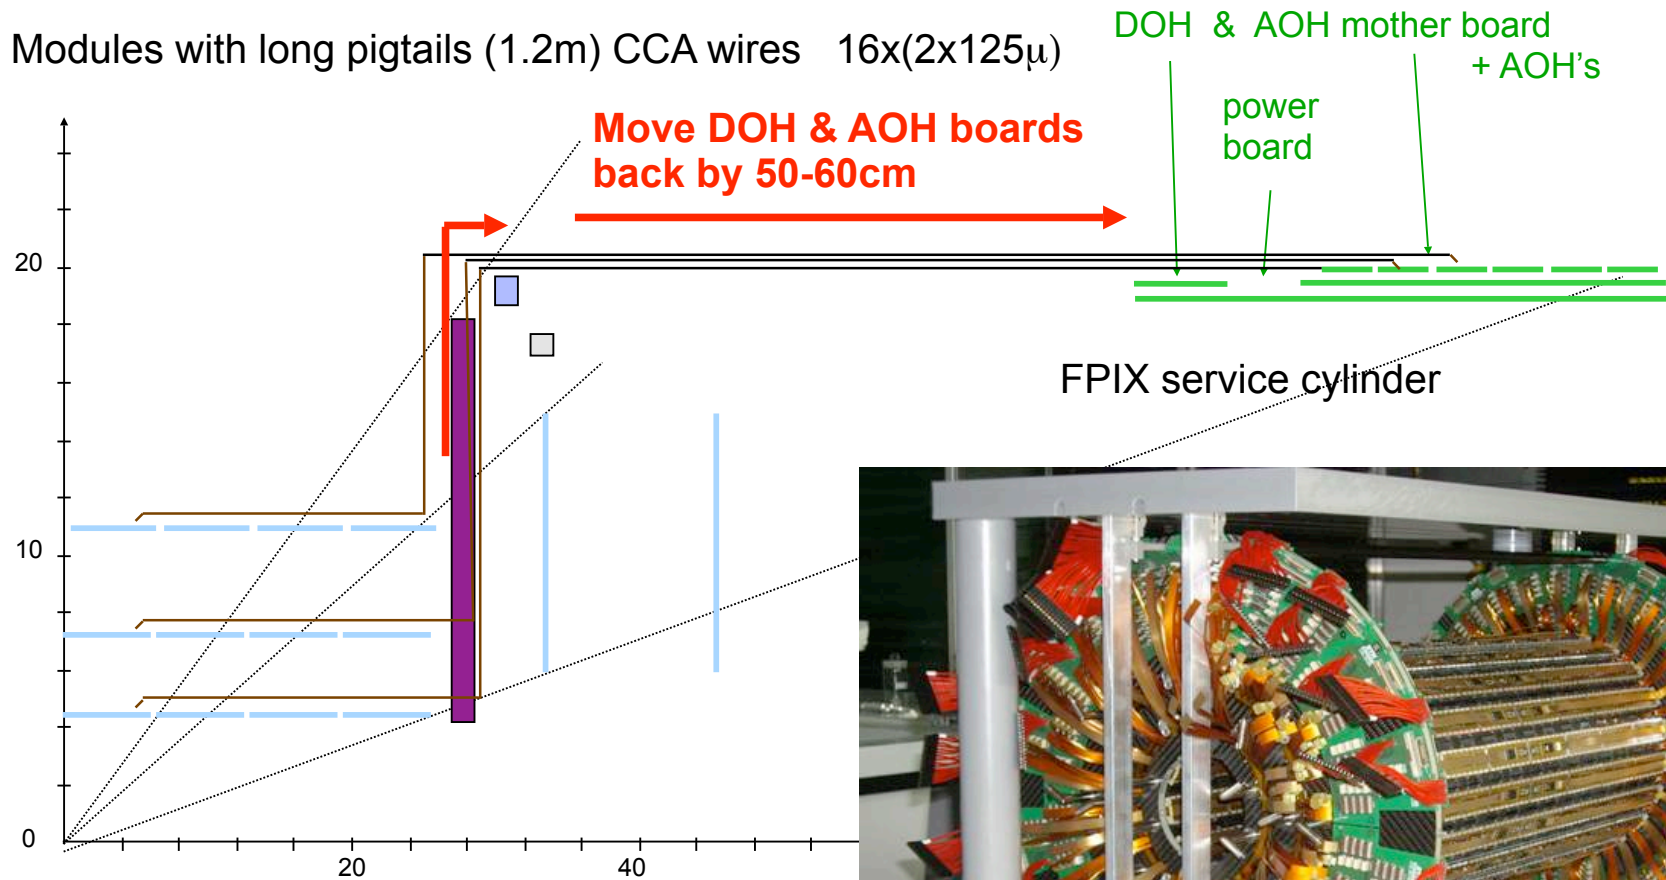 Modules with long pigtails (1.2m) CCA wires 16x(2x125μ)
DOH & AOH mother board
+ AOH's
power
board
Move DOH & AOH boards
back by 50-60cm
20
FPIX service cylinder
10
0
20
40